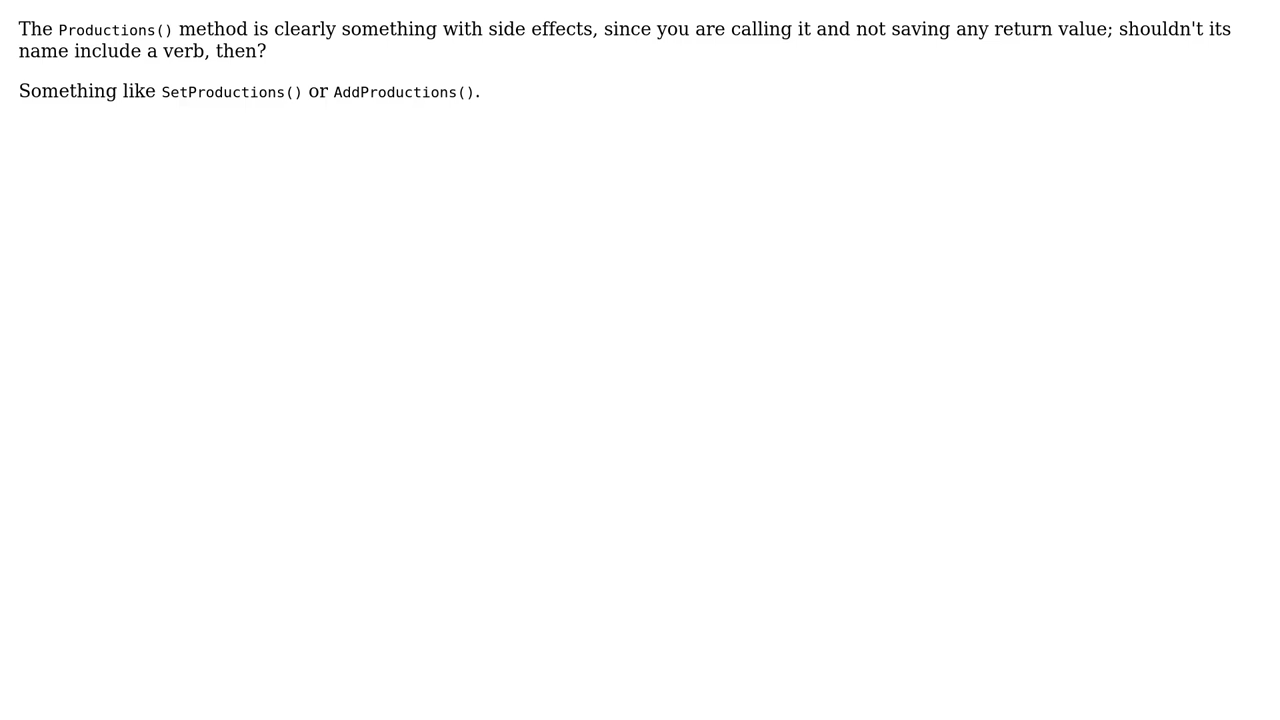 The Productions() method is clearly something with side effects, since you are calling it and not saving any return value; shouldn't its
name include a verb, then?
Something like SetProductions() or AddProductions().